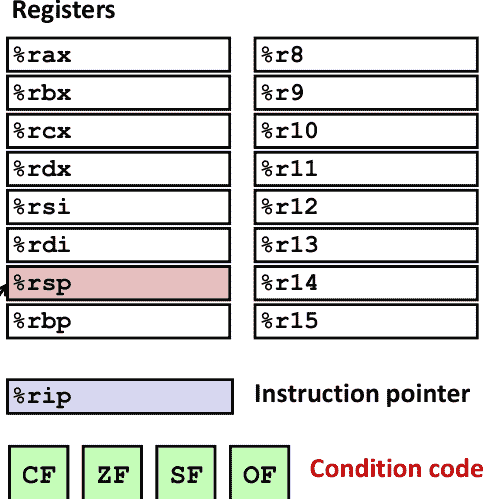 Registers
%rax %r8
%rbx %r9
%rcx %r10
%rdx %r11
%rsi %r12
%rdi %r13
%rsp %r14
%rbp %r15
%rip Instruction pointer
CF ZF SF OF Condition code